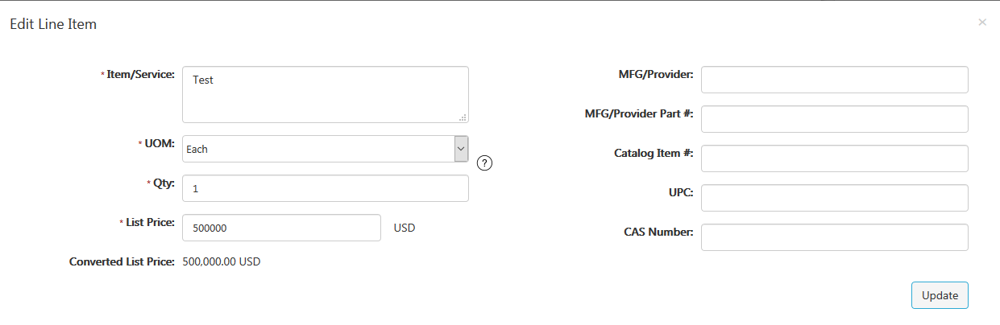 Edit Line Item
×
* Item/Service: Test
* UOM: Each
?
* Qty: 1
* List Price: 500000 USD
Converted List Price: 500,000.00 USD
MFG/Provider:
MFG/Provider Part #:
Catalog Item #:
UPC:
CAS Number:
Update